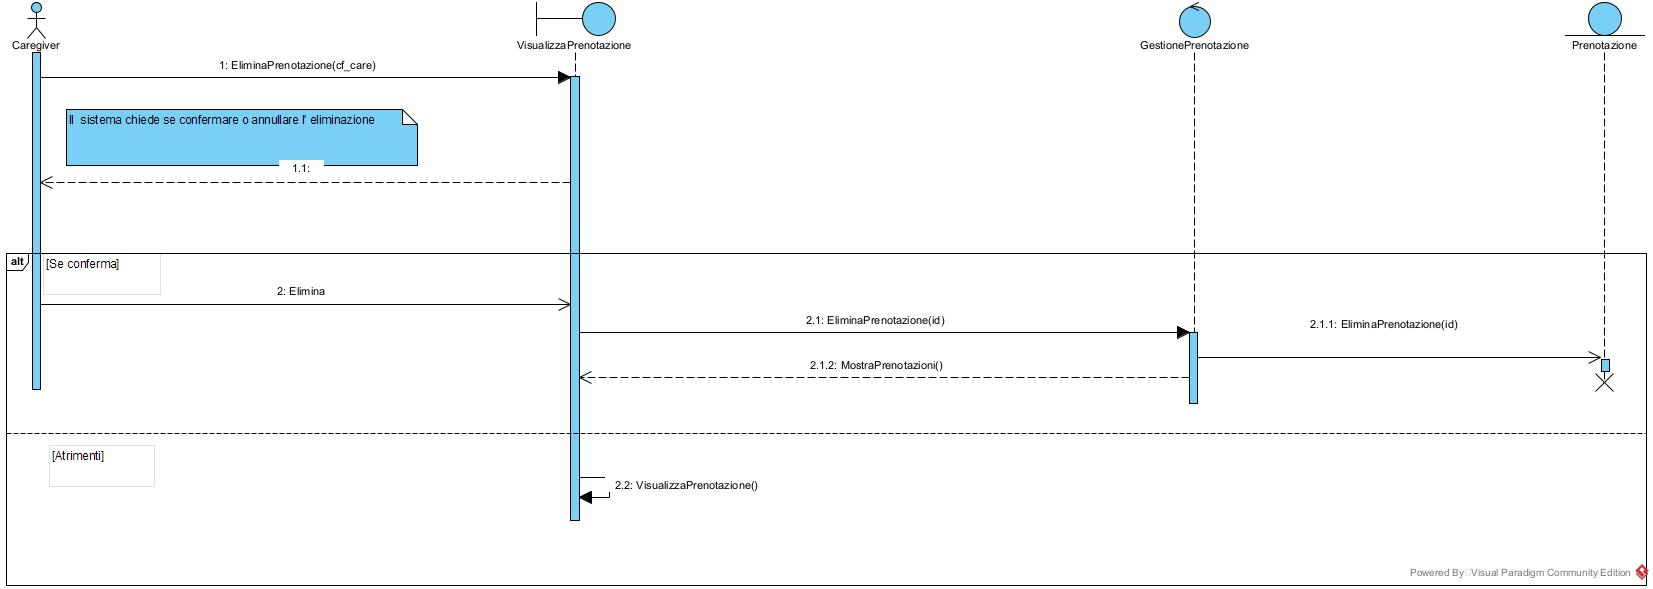 Caregiver
VisualizzaPrenotazione
GestionePrenotazione
Prenotazione
1: EliminaPrenotazione(cf_care)
Il  sistema chiede se confermare o annullare l' eliminazione
1.1:
alt
[Se conferma]
2: Elimina
2.1: EliminaPrenotazione(id)
2.1.1: EliminaPrenotazione(id)
2.1.2: MostraPrenotazioni()
[Atrimenti]
2.2: VisualizzaPrenotazione()
Powered By Visual Paradigm Community Edition